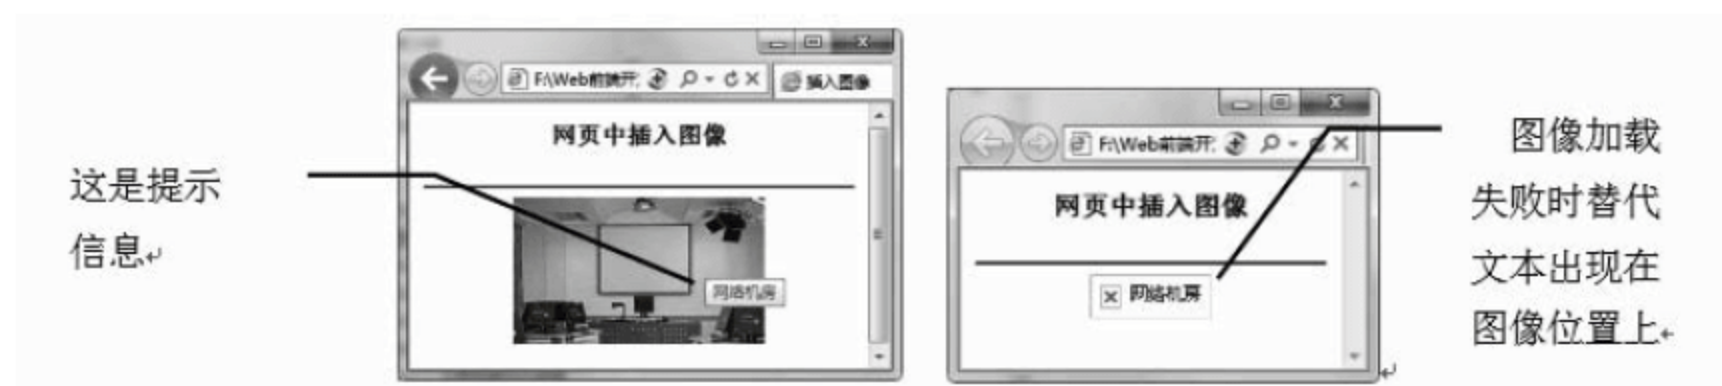 这是提示
信息
F:\Web前端开
插入图像
网页中插入图像
网络机房
F:\Web前端开
网页中插入图像
网络机房
图像加载
失败时替代
文本出现在
图像位置上